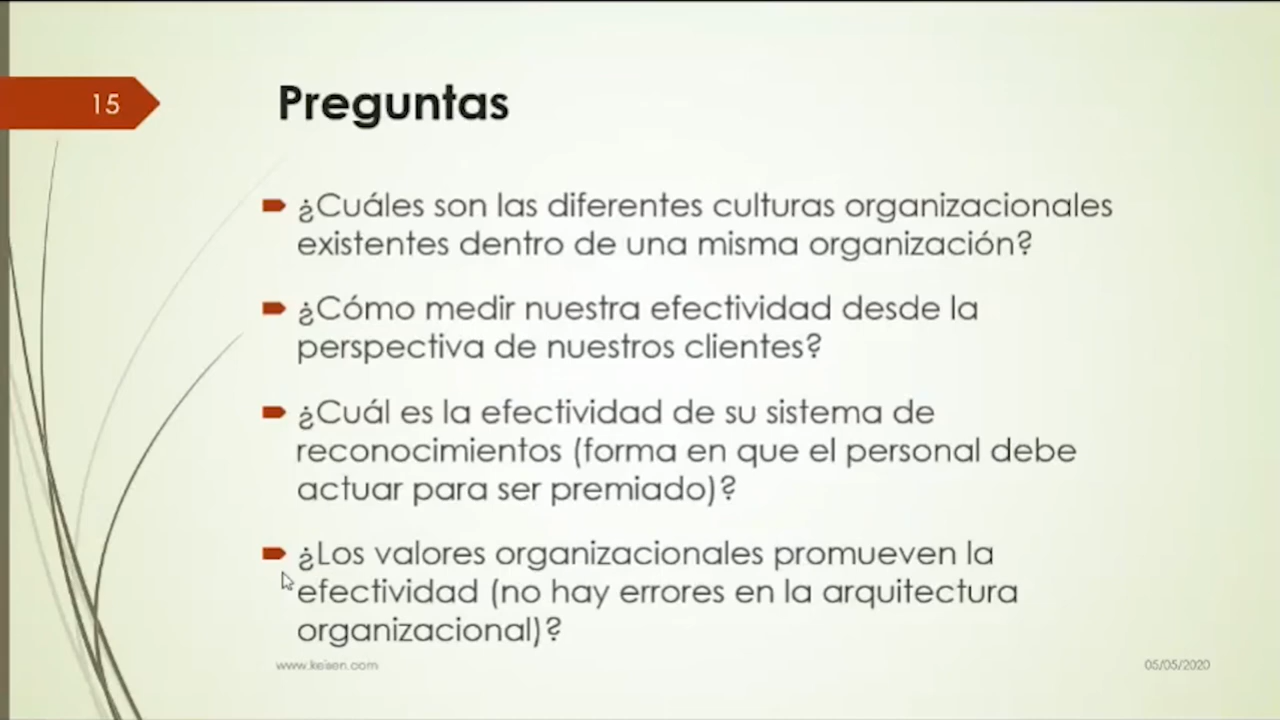 15
Preguntas
¿Cuáles son las diferentes culturas organizacionales
existentes dentro de una misma organización?
¿Cómo medir nuestra efectividad desde la
perspectiva de nuestros clientes?
¿Cuál es la efectividad de su sistema de
reconocimientos (forma en que el personal debe
actuar para ser premiado)?
¿Los valores organizacionales promueven la
efectividad (no hay errores en la arquitectura
organizacional)?
www.keisen.com
05/05/2020